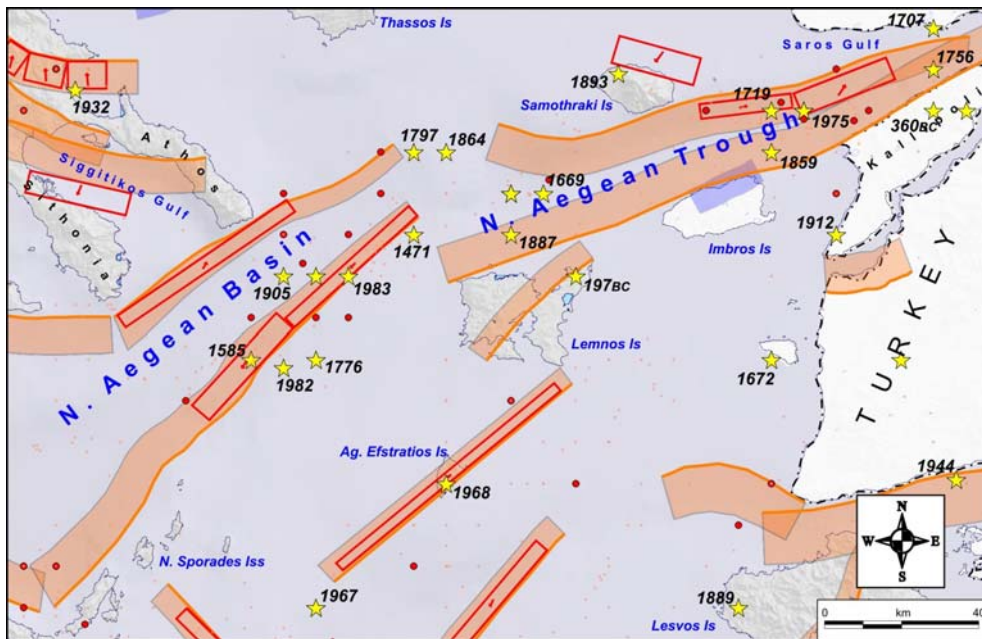 Thassos Is
1707
Saros Gulf
1756
1893
1932
1719
Samothraki Is
1975
360BC
Athos
1797
1864
Kallipoli
1859
Siggitikos
Gulf
Sithonia
1669
N. Aegean Trough
1912
1471
1887
Imbros Is
N. Aegean Basin
1905
1983
197BC
TURKEY
Lemnos Is
1585
1982
1776
1672
Ag. Efstratios Is
1968
1944
N. Sporades Iss
1967
1889
Lesvos Is
N
W
E
S
0
km
40